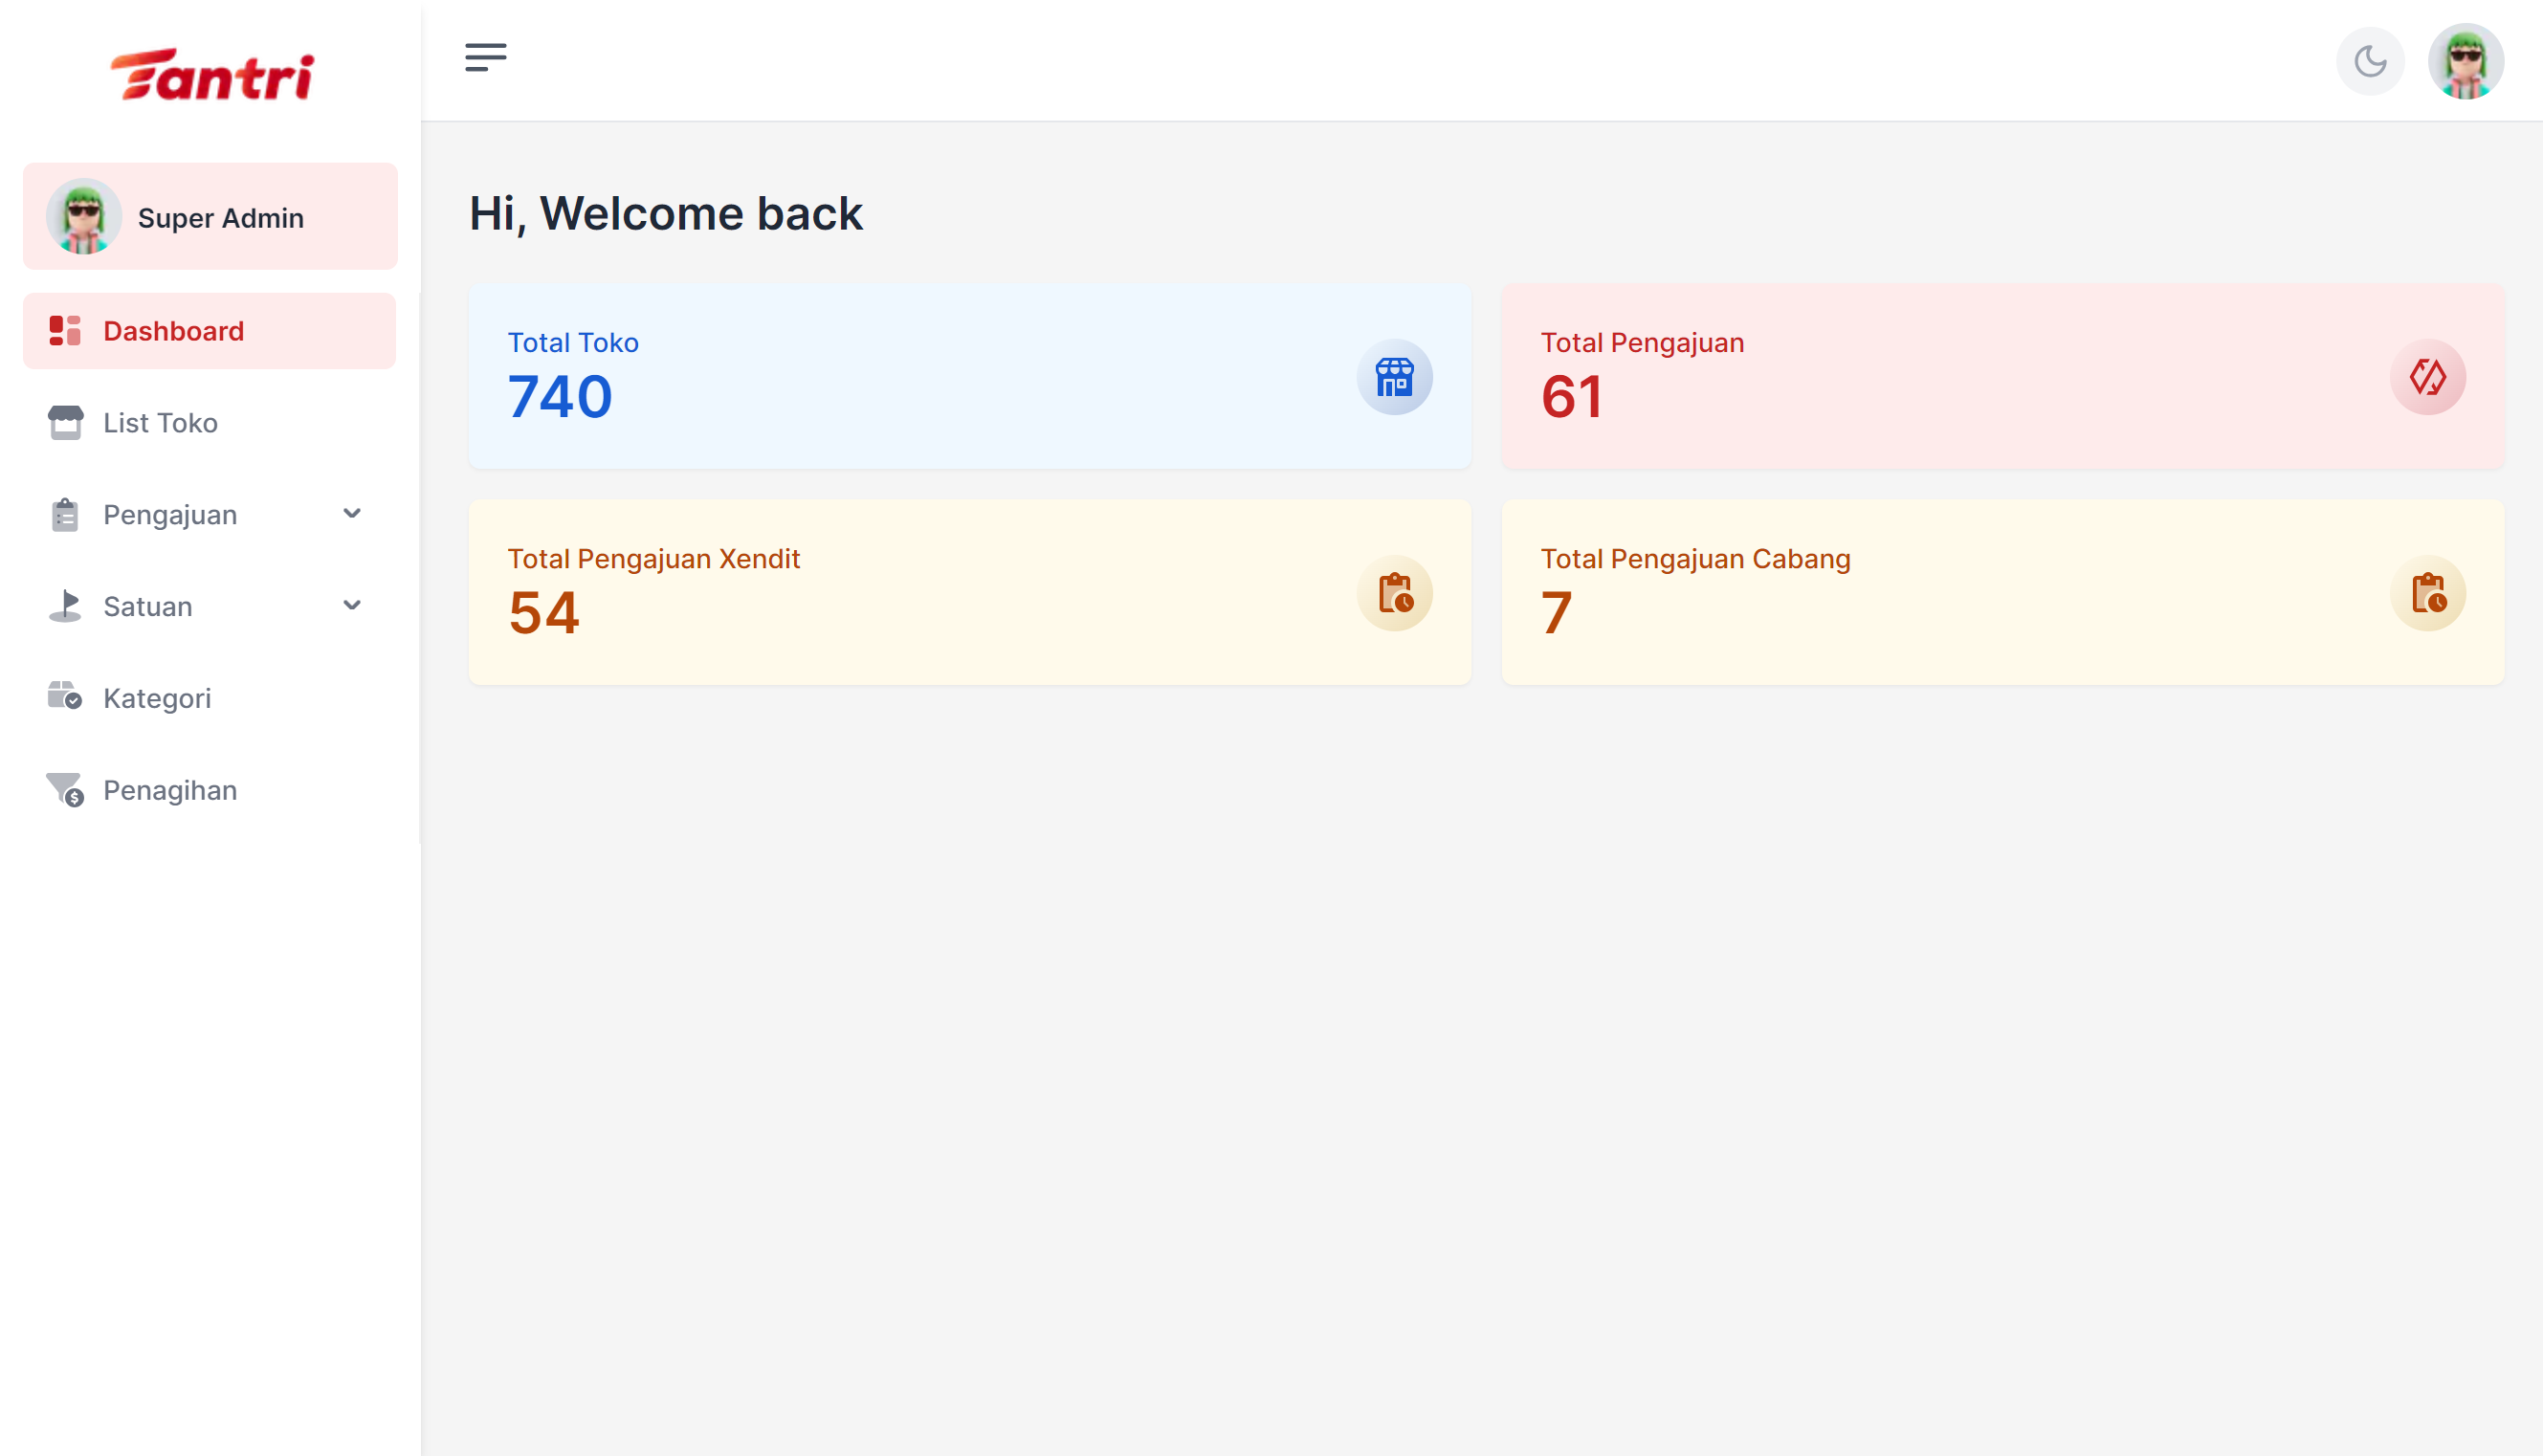 Tantri
Super Admin
Dashboard
List Toko
Pengajuan
Satuan
Kategori
Penagihan
Hi, Welcome back
Total Toko
740
Total Pengajuan
61
Total Pengajuan Xendit
54
Total Pengajuan Cabang
7